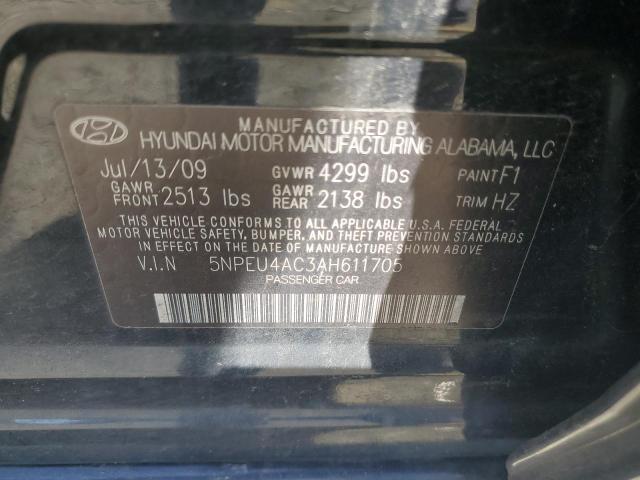 MANUFACTURED BY
HYUNDAI MOTOR MANUFACTURING ALABAMA, LLC
Jul/13/09 GVWR 4299 lbs PAINT F1
GAWR FRONT 2513 lbs GAWR REAR 2138 lbs TRIM HZ
THIS VEHICLE CONFORMS TO ALL APPLICABLE U.S.A. FEDERAL
MOTOR VEHICLE SAFETY, BUMPER, AND THEFT PREVENTION
STANDARDS IN EFFECT ON THE DATE OF MANUFACTURE SHOWN ABOVE
V.I.N 5NPEU4AC3AH611705
PASSENGER CAR